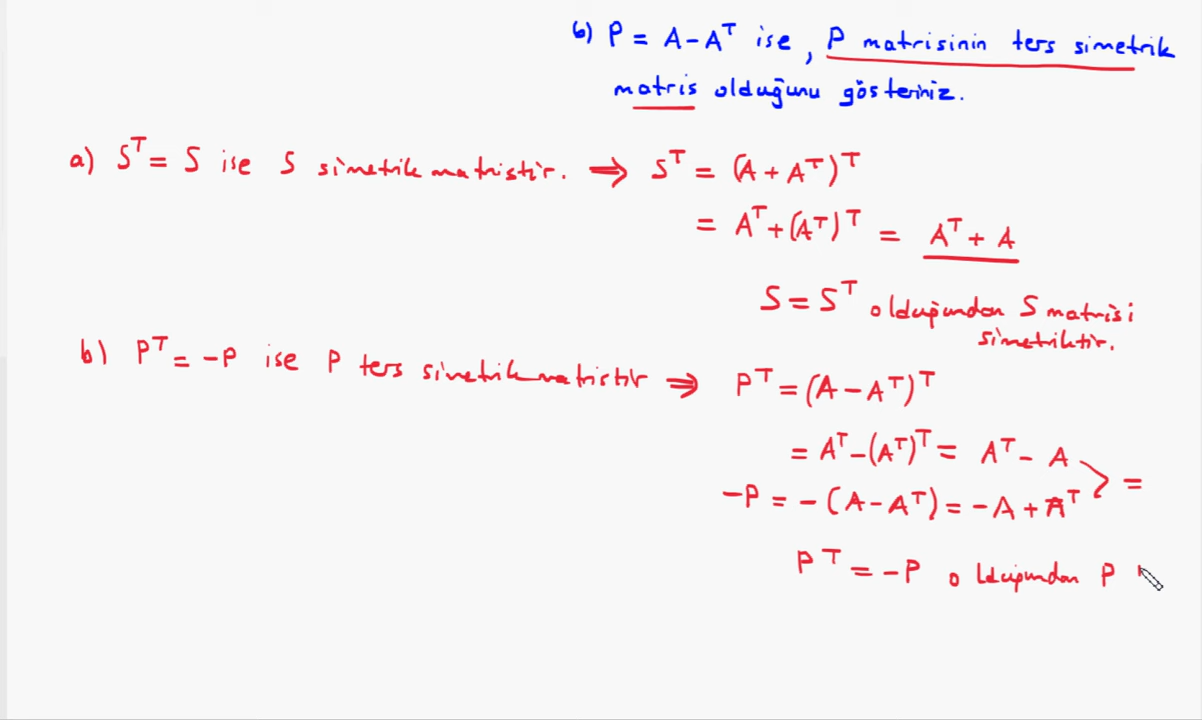 b) P = A - Aᵀ ise, P matrisinin ters simetrik
matris olduğunu gösteriniz.
a) Sᵀ = S ise S simetrik matristir. ⇒ Sᵀ = (A + Aᵀ)ᵀ
= Aᵀ + (Aᵀ)ᵀ = Aᵀ + A
S = Sᵀ olduğundan S matrisi
simetriktir.
b) Pᵀ = -P ise P ters simetrik matristir ⇒ Pᵀ = (A - Aᵀ)ᵀ
= Aᵀ - (Aᵀ)ᵀ = Aᵀ - A
-P = -(A - Aᵀ) = -A + Aᵀ =
Pᵀ = -P olduğundan P